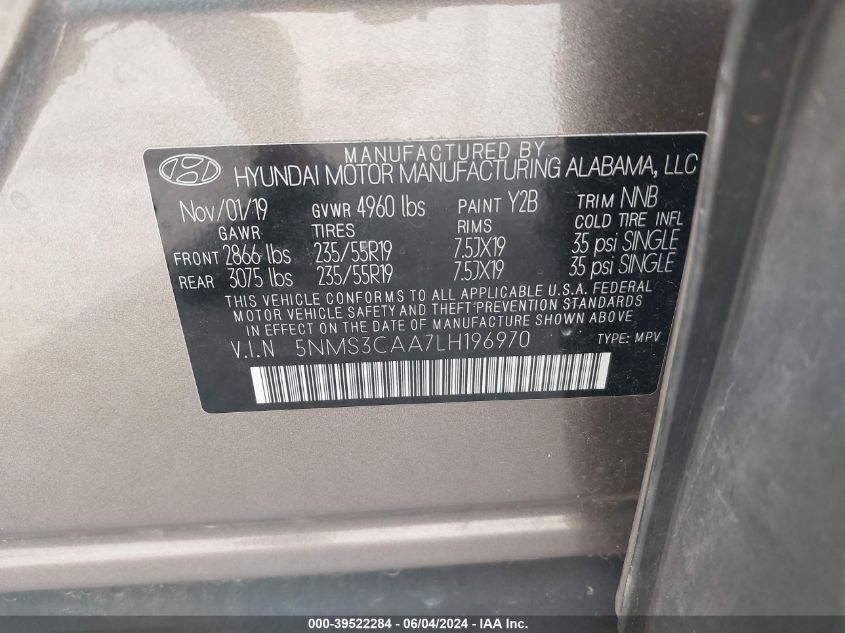 MANUFACTURED BY
HYUNDAI MOTOR MANUFACTURING ALABAMA, LLC
Nov/01/19 GVWR 4960 lbs PAINT Y2B TRIM NNB
GAWR TIRES RIMS COLD TIRE INFL
FRONT 2866 lbs 235/55R19 7.5JX19 35 psi SINGLE
REAR 3075 lbs 235/55R19 7.5JX19 35 psi SINGLE
THIS VEHICLE CONFORMS TO ALL APPLICABLE U.S.A. FEDERAL
MOTOR VEHICLE SAFETY AND THEFT PREVENTION STANDARDS
IN EFFECT ON THE DATE OF MANUFACTURE SHOWN ABOVE
V.I.N 5NMS3CAA7LH196970 TYPE: MPV
000-39522284 - 06/04/2024 - IAAI.com